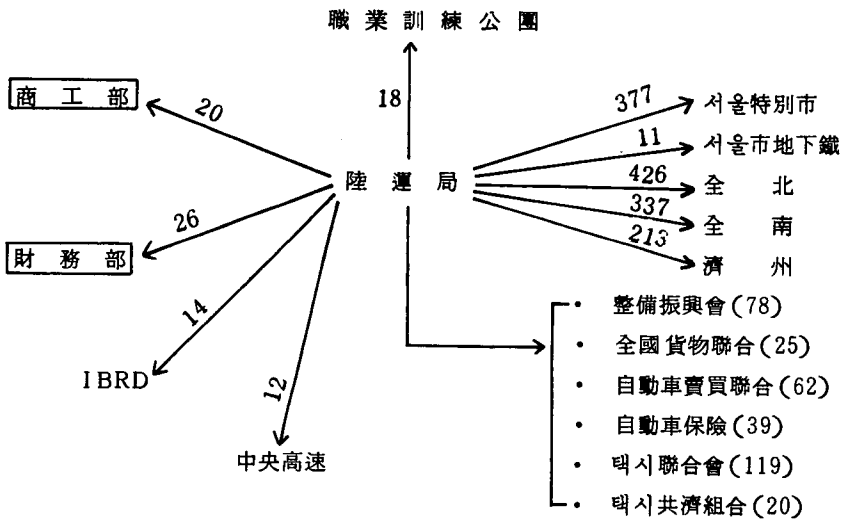 職業訓練公團
商工部
20
18
377
서울特別市
11
서울市地下鐵
陸運局
426
全北
337
全南
213
濟州
26
財務部
14
IBRD
12
中央高速
· 整備振興會(78)
· 全國貨物聯合(25)
· 自動車賣買聯合(62)
· 自動車保險(39)
· 택시聯合會(119)
· 택시共濟組合(20)